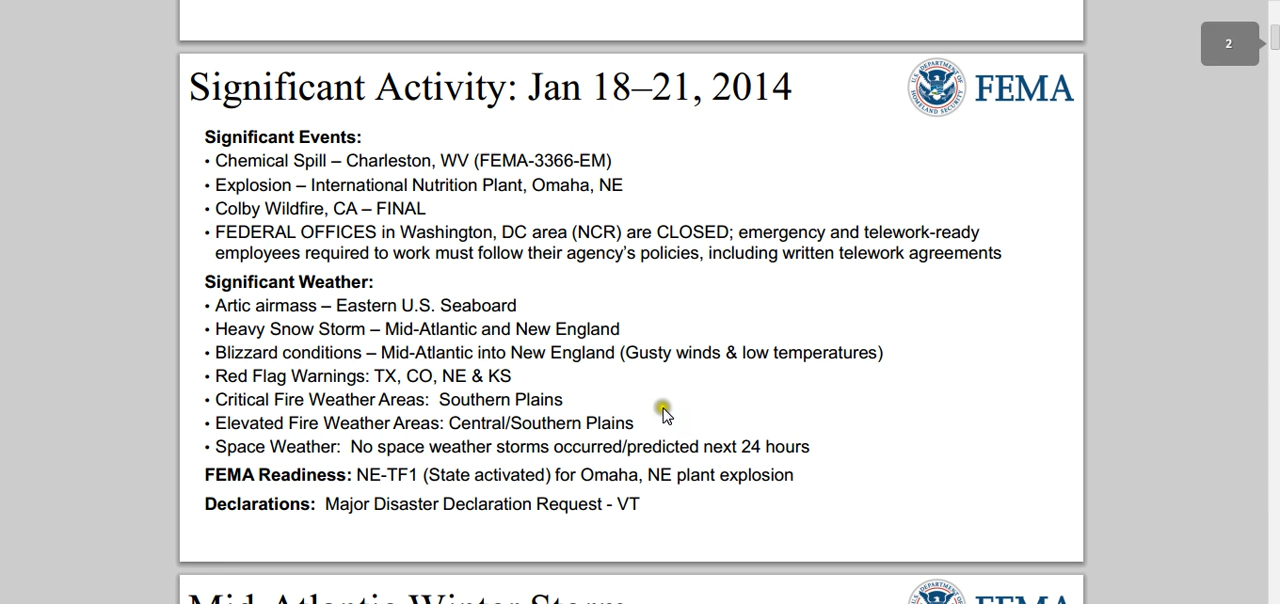 2
Significant Activity: Jan 18–21, 2014
FEMA
Significant Events:
• Chemical Spill – Charleston, WV (FEMA-3366-EM)
• Explosion – International Nutrition Plant, Omaha, NE
• Colby Wildfire, CA – FINAL
• FEDERAL OFFICES in Washington, DC area (NCR) are CLOSED; emergency and telework-ready
employees required to work must follow their agency’s policies, including written telework agreements
Significant Weather:
• Artic airmass – Eastern U.S. Seaboard
• Heavy Snow Storm – Mid-Atlantic and New England
• Blizzard conditions – Mid-Atlantic into New England (Gusty winds & low temperatures)
• Red Flag Warnings: TX, CO, NE & KS
• Critical Fire Weather Areas:  Southern Plains
• Elevated Fire Weather Areas: Central/Southern Plains
• Space Weather:  No space weather storms occurred/predicted next 24 hours
FEMA Readiness: NE-TF1 (State activated) for Omaha, NE plant explosion
Declarations:  Major Disaster Declaration Request - VT
Mid-Atlantic Winter Storm
FEMA